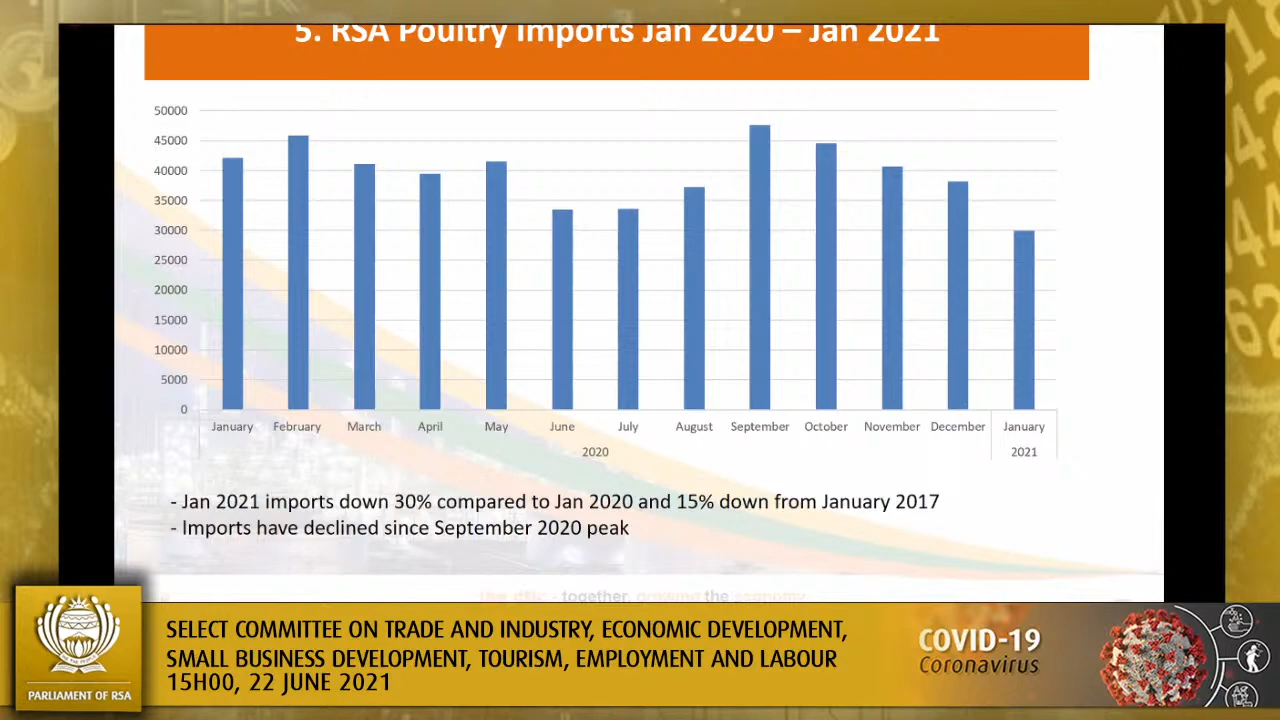 5. RSA Poultry Imports Jan 2020 – Jan 2021
50000
45000
40000
35000
30000
25000
20000
15000
10000
5000
0
January February March April May June July August September October November December January
2020 2021
- Jan 2021 imports down 30% compared to Jan 2020 and 15% down from January 2017
- Imports have declined since September 2020 peak
the dtic - together, growing the economy
SELECT COMMITTEE ON TRADE AND INDUSTRY, ECONOMIC DEVELOPMENT,
SMALL BUSINESS DEVELOPMENT, TOURISM, EMPLOYMENT AND LABOUR
15H00, 22 JUNE 2021
PARLIAMENT OF RSA
COVID-19
Coronavirus